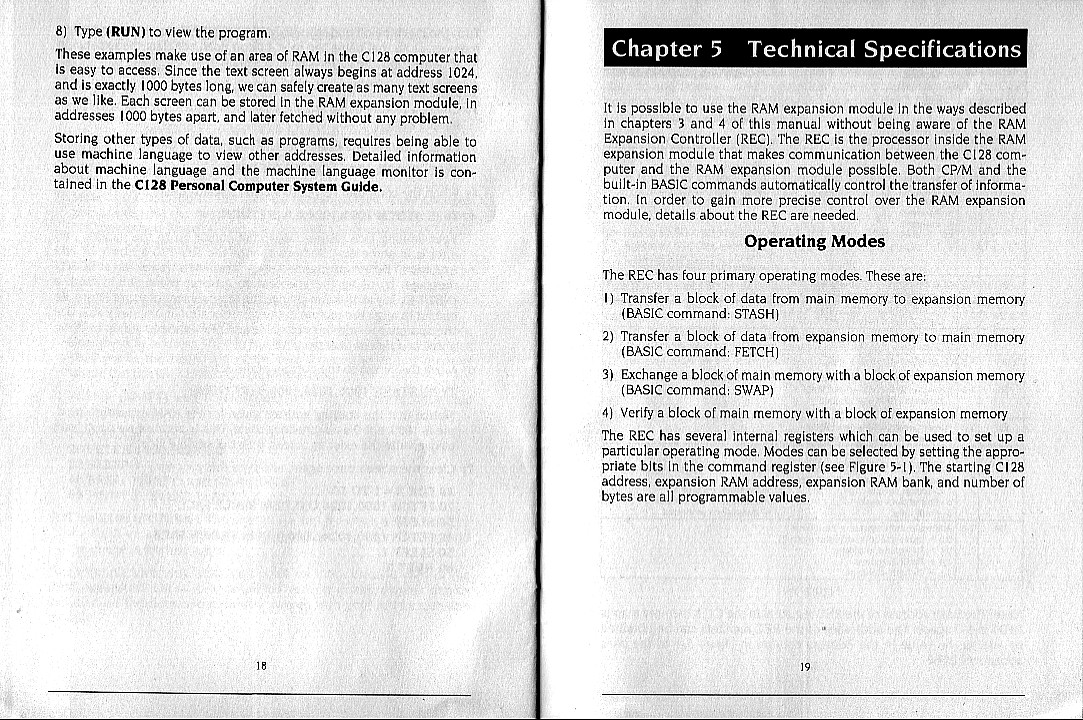 8) Type (RUN) to view the program.
These examples make use of an area of RAM in the C128 computer that
is easy to access. Since the text screen always begins at address 1024,
and is exactly 1000 bytes long, we can safely create as many text screens
as we like. Each screen can be stored in the RAM expansion module, in
addresses 1000 bytes apart, and later fetched without any problem.
Storing other types of data, such as programs, requires being able to
use machine language to view other addresses. Detailed information
about machine language and the machine language monitor is con-
tained in the C128 Personal Computer System Guide.
18
Chapter 5 Technical Specifications
It is possible to use the RAM expansion module in the ways described
in chapters 3 and 4 of this manual without being aware of the RAM
Expansion Controller (REC). The REC is the processor inside the RAM
expansion module that makes communication between the C128 com-
puter and the RAM expansion module possible. Both CP/M and the
built-in BASIC commands automatically control the transfer of informa-
tion. In order to gain more precise control over the RAM expansion
module, details about the REC are needed.
Operating Modes
The REC has four primary operating modes. These are:
1) Transfer a block of data from main memory to expansion memory
(BASIC command: STASH)
2) Transfer a block of data from expansion memory to main memory
(BASIC command: FETCH)
3) Exchange a block of main memory with a block of expansion memory
(BASIC command: SWAP)
4) Verify a block of main memory with a block of expansion memory
The REC has several internal registers which can be used to set up a
particular operating mode. Modes can be selected by setting the appro-
priate bits in the command register (see Figure 5-1). The starting C128
address, expansion RAM address, expansion RAM bank, and number of
bytes are all programmable values.
19